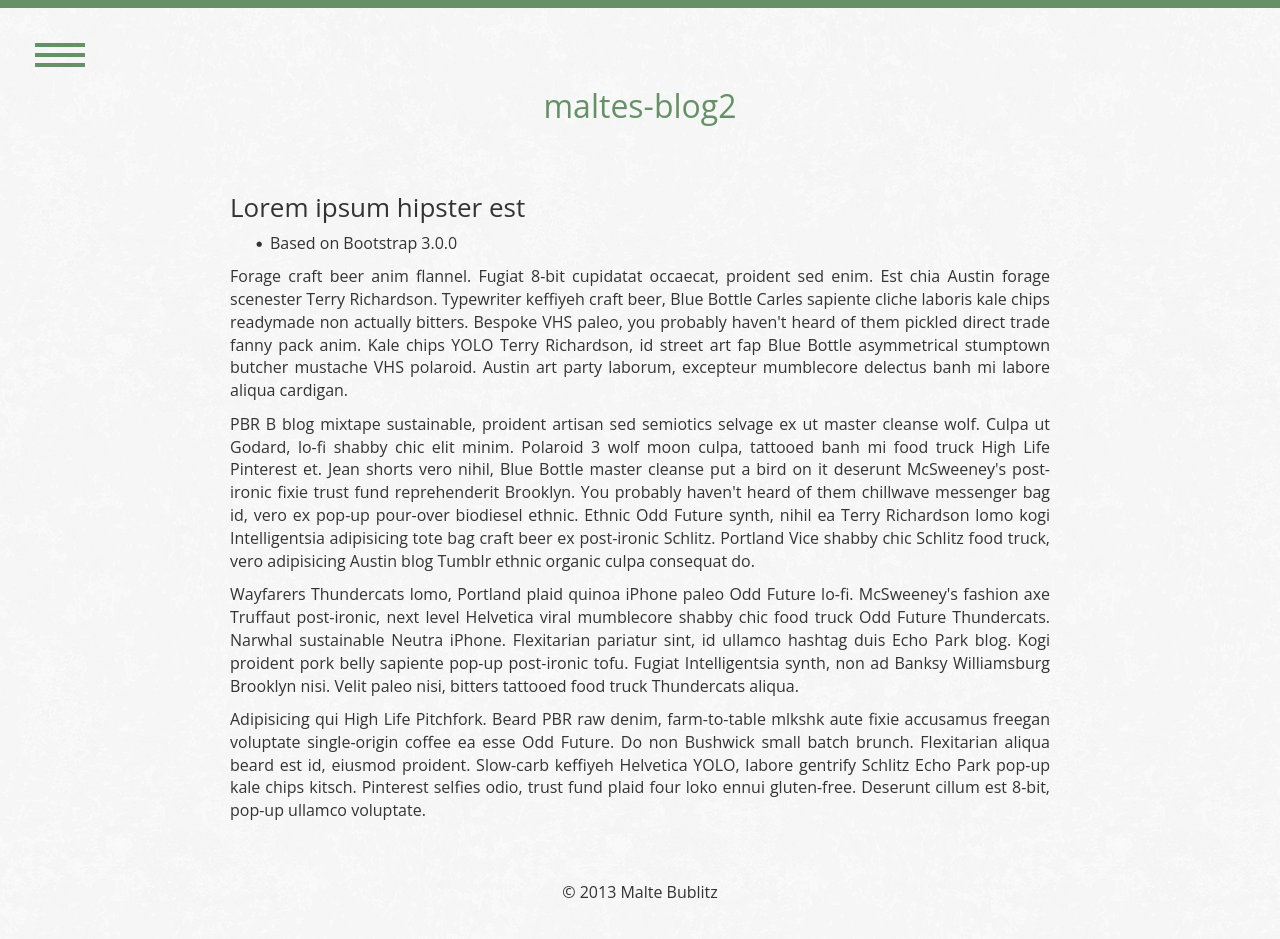 maltes-blog2
Lorem ipsum hipster est
• Based on Bootstrap 3.0.0
Forage craft beer anim flannel. Fugiat 8-bit cupidatat occaecat, proident sed enim. Est chia Austin forage
scenester Terry Richardson. Typewriter keffiyeh craft beer, Blue Bottle Carles sapiente cliche laboris kale chips
readymade non actually bitters. Bespoke VHS paleo, you probably haven't heard of them pickled direct trade
fanny pack anim. Kale chips YOLO Terry Richardson, id street art fap Blue Bottle asymmetrical stumptown
butcher mustache VHS polaroid. Austin art party laborum, excepteur mumblecore delectus banh mi labore
aliqua cardigan.
PBR B blog mixtape sustainable, proident artisan sed semiotics selvage ex ut master cleanse wolf. Culpa ut
Godard, lo-fi shabby chic elit minim. Polaroid 3 wolf moon culpa, tattooed banh mi food truck High Life
Pinterest et. Jean shorts vero nihil, Blue Bottle master cleanse put a bird on it deserunt McSweeney's post-
ironic fixie trust fund reprehenderit Brooklyn. You probably haven't heard of them chillwave messenger bag
id, vero ex pop-up pour-over biodiesel ethnic. Ethnic Odd Future synth, nihil ea Terry Richardson lomo kogi
Intelligentsia adipisicing tote bag craft beer ex post-ironic Schlitz. Portland Vice shabby chic Schlitz food truck,
vero adipisicing Austin blog Tumblr ethnic organic culpa consequat do.
Wayfarers Thundercats lomo, Portland plaid quinoa iPhone paleo Odd Future lo-fi. McSweeney's fashion axe
Truffaut post-ironic, next level Helvetica viral mumblecore shabby chic food truck Odd Future Thundercats.
Narwhal sustainable Neutra iPhone. Flexitarian pariatur sint, id ullamco hashtag duis Echo Park blog. Kogi
proident pork belly sapiente pop-up post-ironic tofu. Fugiat Intelligentsia synth, non ad Banksy Williamsburg
Brooklyn nisi. Velit paleo nisi, bitters tattooed food truck Thundercats aliqua.
Adipisicing qui High Life Pitchfork. Beard PBR raw denim, farm-to-table mlkshk aute fixie accusamus freegan
voluptate single-origin coffee ea esse Odd Future. Do non Bushwick small batch brunch. Flexitarian aliqua
beard est id, eiusmod proident. Slow-carb keffiyeh Helvetica YOLO, labore gentrify Schlitz Echo Park pop-up
kale chips kitsch. Pinterest selfies odio, trust fund plaid four loko ennui gluten-free. Deserunt cillum est 8-bit,
pop-up ullamco voluptate.
© 2013 Malte Bublitz